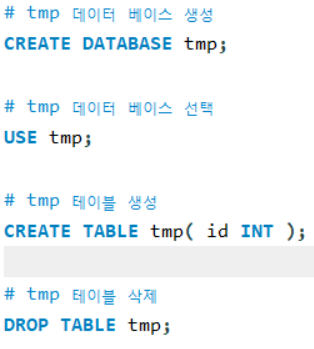 # tmp 데이터 베이스 생성
CREATE DATABASE tmp;
# tmp 데이터 베이스 선택
USE tmp;
# tmp 테이블 생성
CREATE TABLE tmp( id INT );
# tmp 테이블 삭제
DROP TABLE tmp;